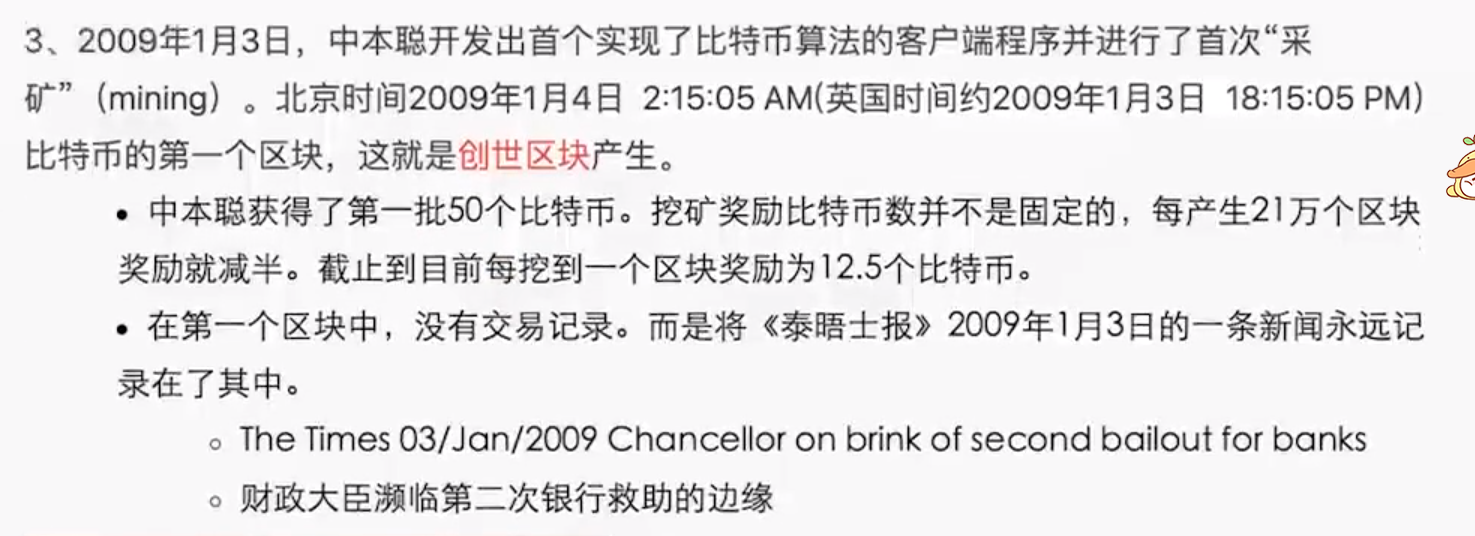 3、2009年1月3日，中本聪开发出首个实现了比特币算法的客户端程序并进行了首次“采
矿”（mining）。北京时间2009年1月4日 2:15:05 AM(英国时间约2009年1月3日 18:15:05 PM)
比特币的第一个区块，这就是创世区块产生。
• 中本聪获得了第一批50个比特币。挖矿奖励比特币数并不是固定的，每产生21万个区块
奖励就减半。截止到目前每挖到一个区块奖励为12.5个比特币。
• 在第一个区块中，没有交易记录。而是将《泰晤士报》2009年1月3日的一条新闻永远记
录在了其中。
○ The Times 03/Jan/2009 Chancellor on brink of second bailout for banks
○ 财政大臣濒临第二次银行救助的边缘